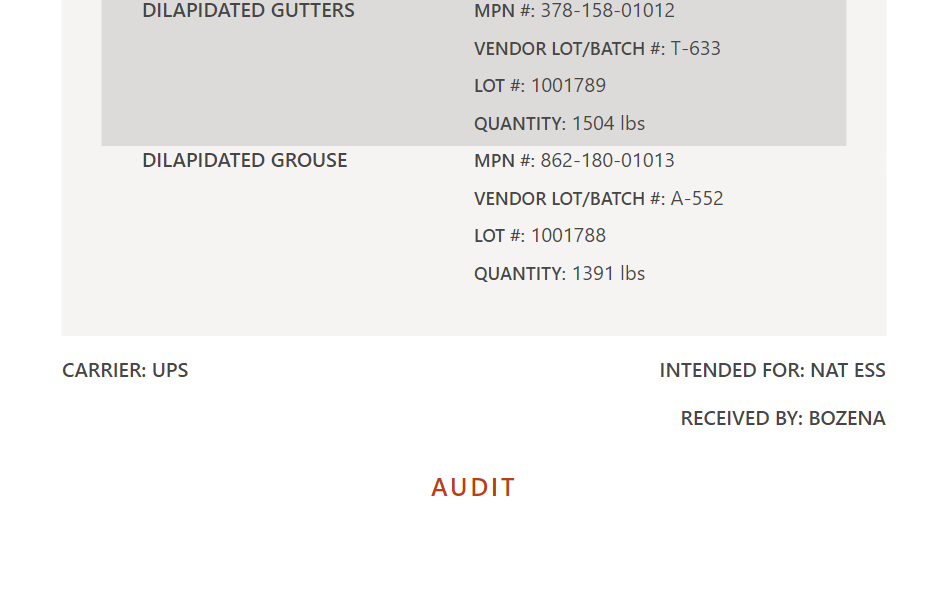 DILAPIDATED GUTTERS
MPN #: 378-158-01012
VENDOR LOT/BATCH #: T-633
LOT #: 1001789
QUANTITY: 1504 lbs
DILAPIDATED GROUSE
MPN #: 862-180-01013
VENDOR LOT/BATCH #: A-552
LOT #: 1001788
QUANTITY: 1391 lbs
CARRIER: UPS
INTENDED FOR: NAT ESS
RECEIVED BY: BOZENA
AUDIT